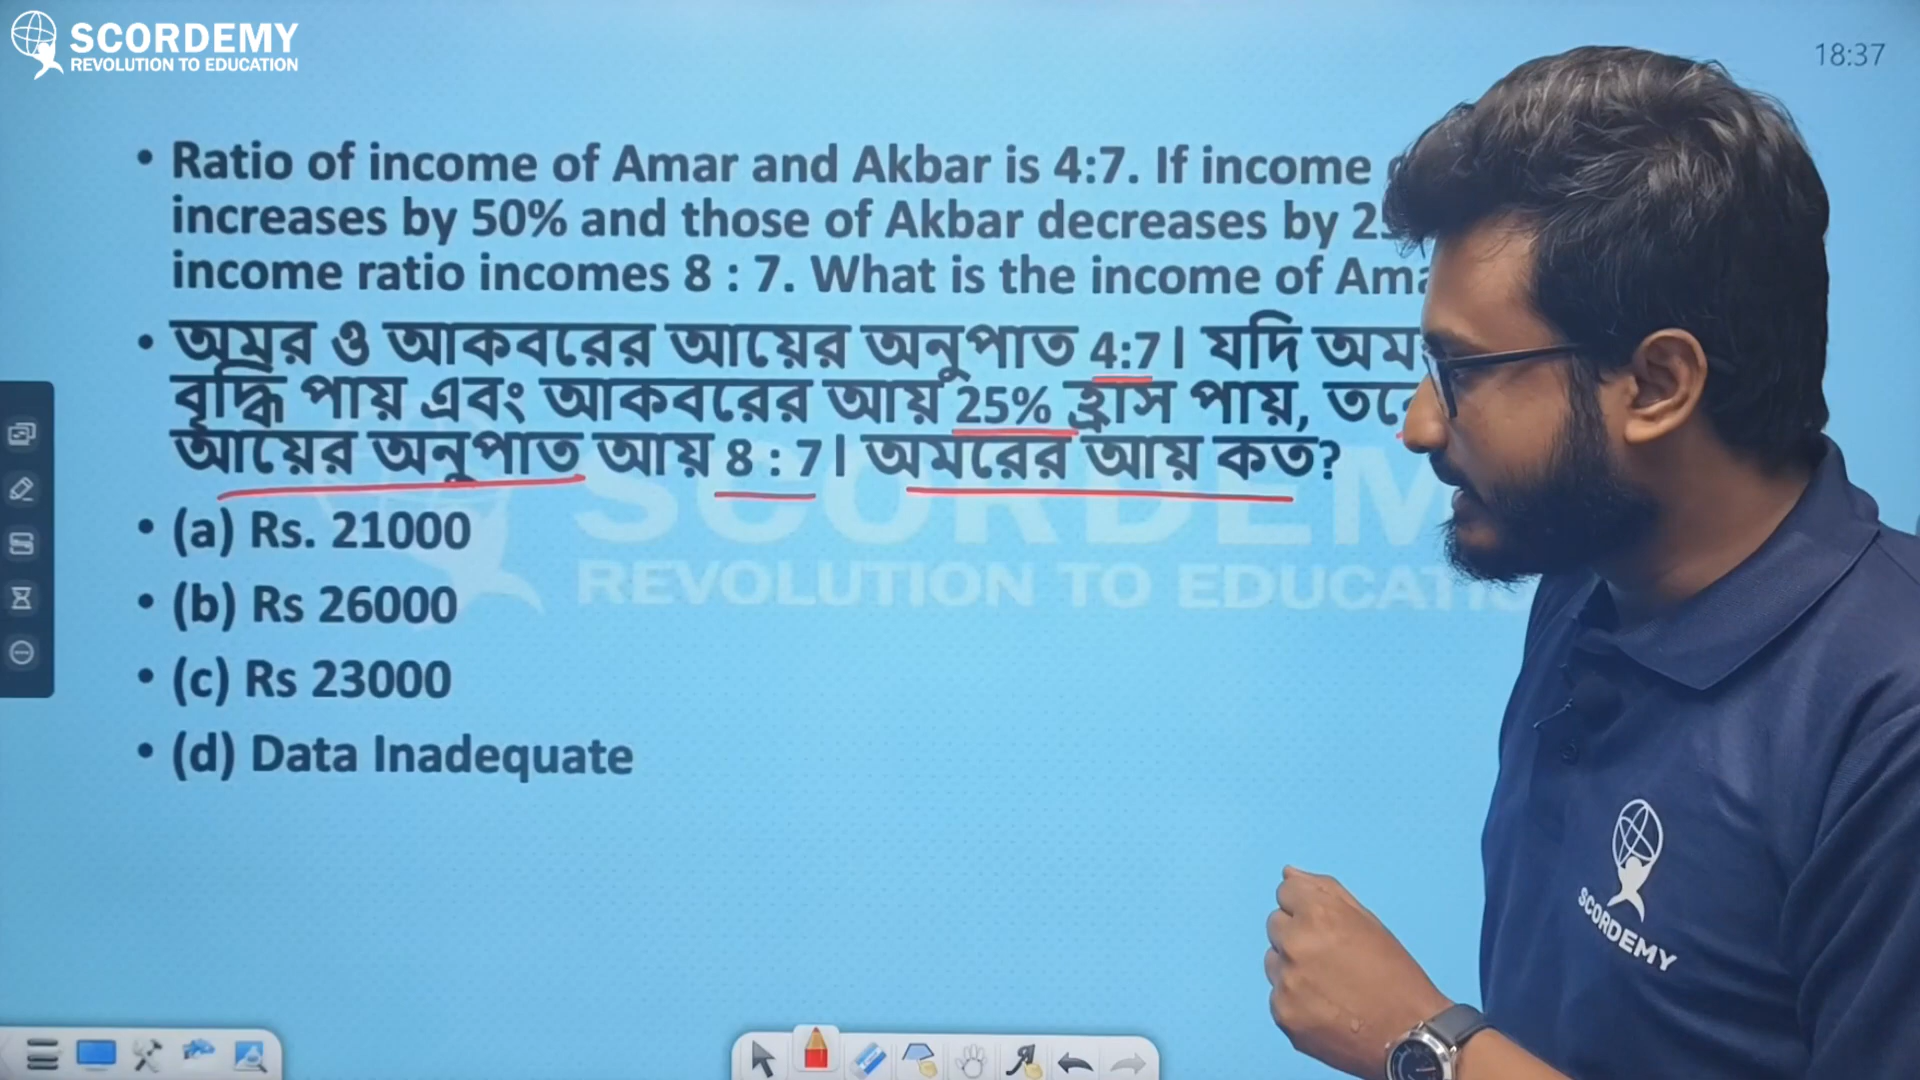 SCORDEMY
REVOLUTION TO EDUCATION
18:37
• Ratio of income of Amar and Akbar is 4:7. If income
increases by 50% and those of Akbar decreases by
income ratio incomes 8 : 7. What is the income of
• অমর ও আকবরের আয়ের অনুপাত 4:7। যদি
বৃদ্ধি পায় এবং আকবরের আয় 25% হ্রাস পায়,
আয়ের অনুপাত আয় 8 : 7। অমরের আয় কত?
• (a) Rs. 21000
• (b) Rs 26000
• (c) Rs 23000
• (d) Data Inadequate
SCORDEMY